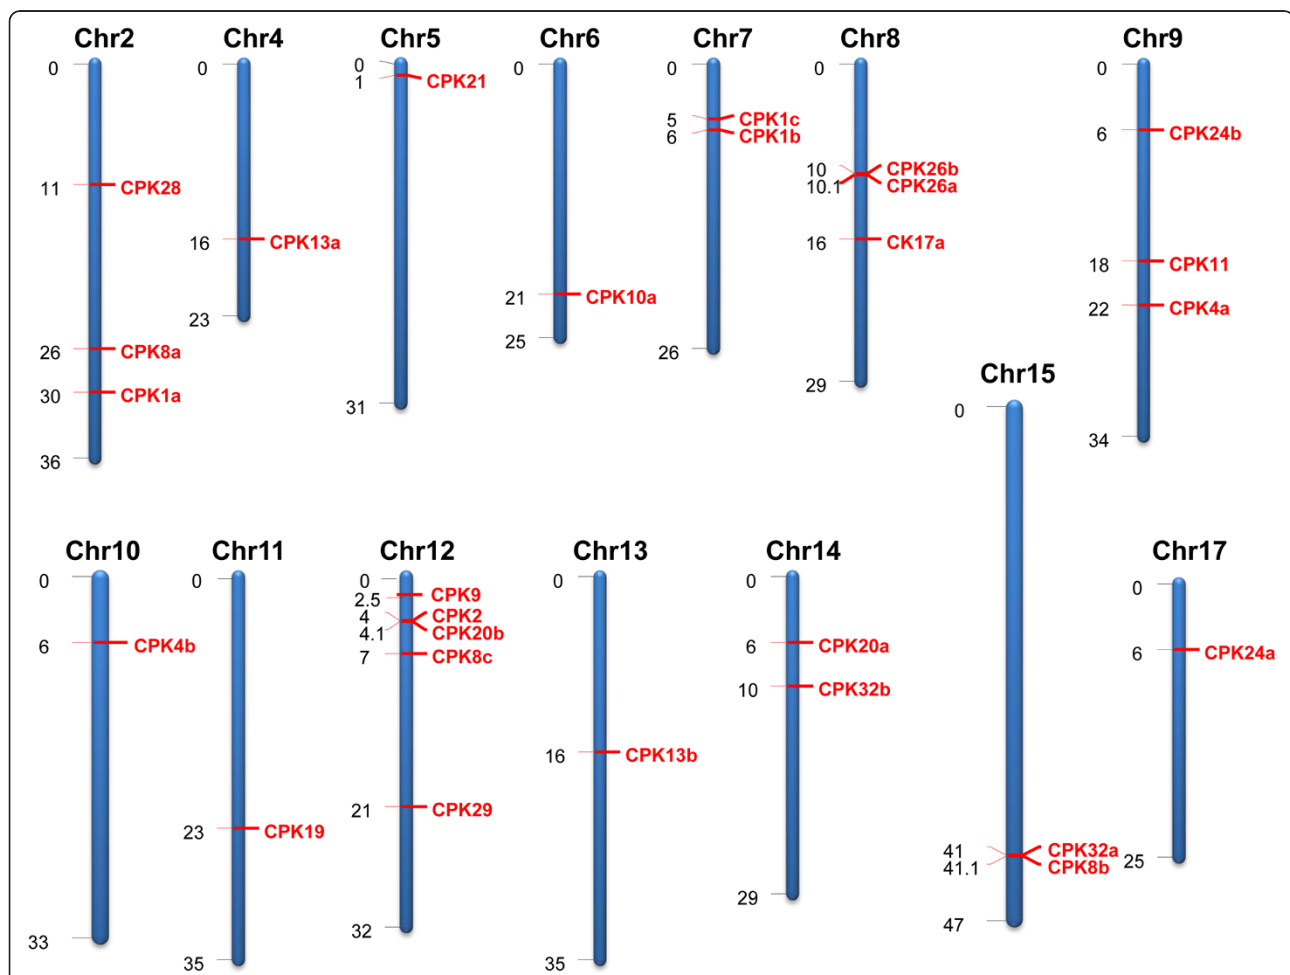 Chr2
0
11 CPK28
26 CPK8a
30 CPK1a
36
Chr4
0
16 CPK13a
23
Chr5
0
1 CPK21
31
Chr6
0
21 CPK10a
25
Chr7
0
5 CPK1c
6 CPK1b
26
Chr8
0
10 CPK26b
10.1 CPK26a
16 CK17a
29
Chr9
0
6 CPK24b
18 CPK11
22 CPK4a
34
Chr10
0
6 CPK4b
33
Chr11
0
23 CPK19
35
Chr12
0
2.5 CPK9
4 CPK2
4.1 CPK20b
7 CPK8c
21 CPK29
32
Chr13
0
16 CPK13b
35
Chr14
0
6 CPK20a
10 CPK32b
29
Chr15
0
41 CPK32a
41.1 CPK8b
47
Chr17
0
6 CPK24a
25